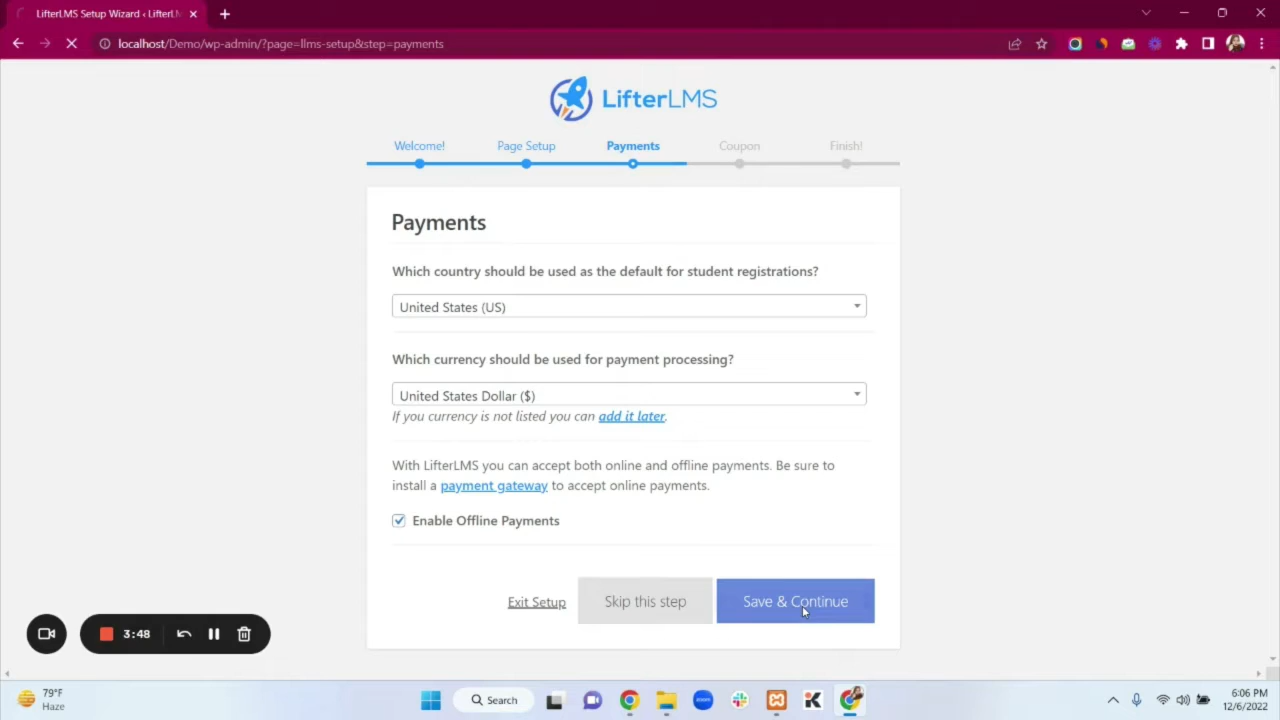 LifterLMS Setup Wizard ‹ LifterL
localhost/Demo/wp-admin/?page=llms-setup&step=payments
LifterLMS
Welcome!
Page Setup
Payments
Coupon
Finish!
Payments
Which country should be used as the default for student registrations?
United States (US)
Which currency should be used for payment processing?
United States Dollar ($)
If you currency is not listed you can add it later.
With LifterLMS you can accept both online and offline payments. Be sure to
install a payment gateway to accept online payments.
Enable Offline Payments
Exit Setup
Skip this step
Save & Continue
3:48
79°F
Haze
Search
zoom
6:06 PM
12/6/2022